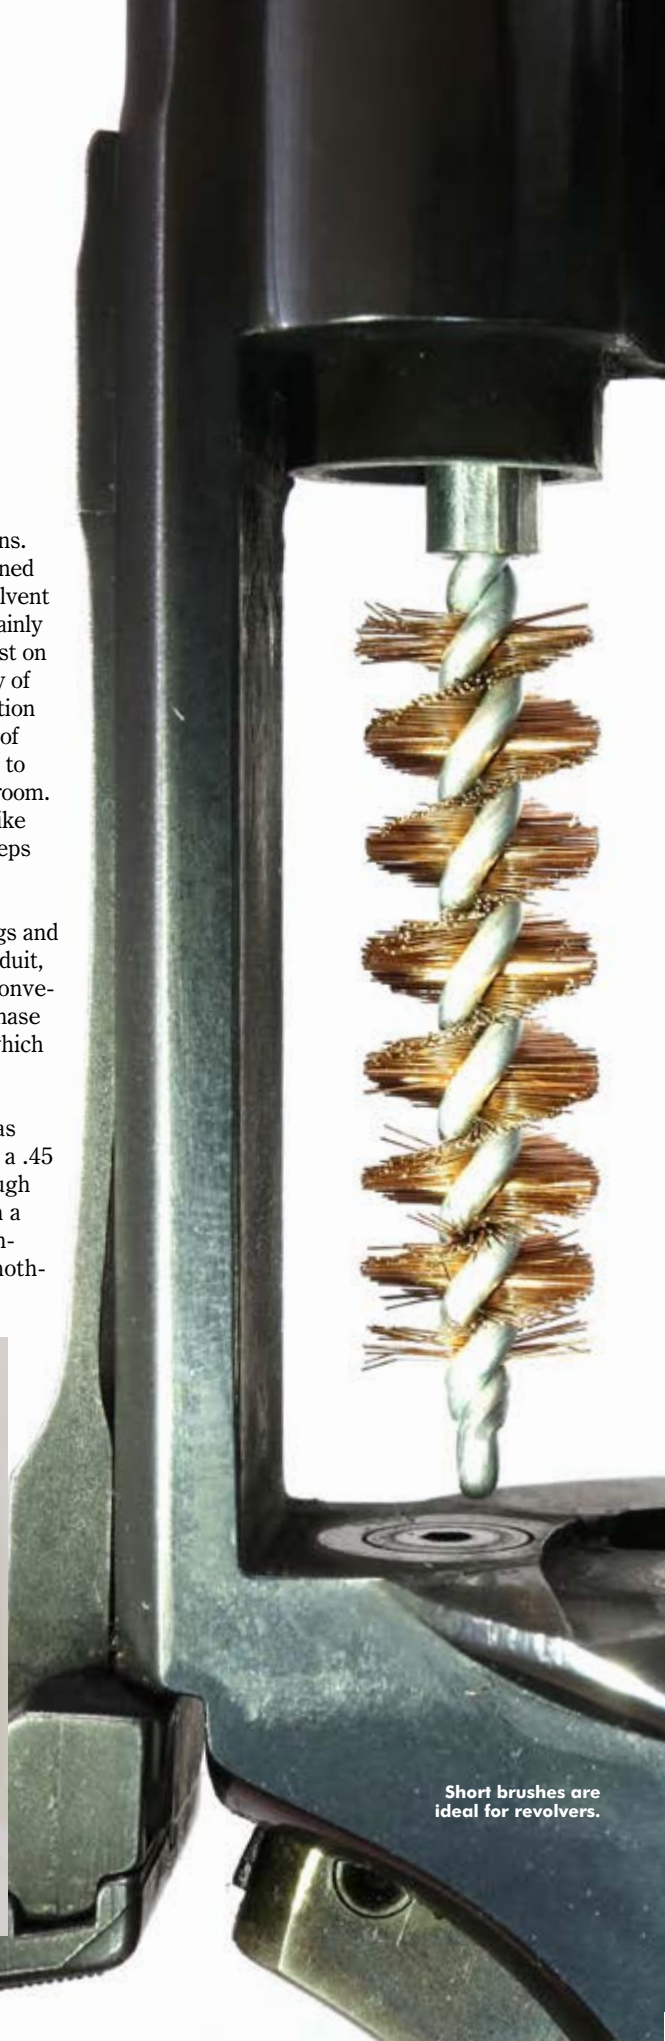 ns.
ned
lvent
ainly
st on
y of
tion
of
to
room.
ike
eps
gs and
duit,
onve-
hase
which
as
a .45
ugh
n a
n-
noth-
Short brushes are
ideal for revolvers.